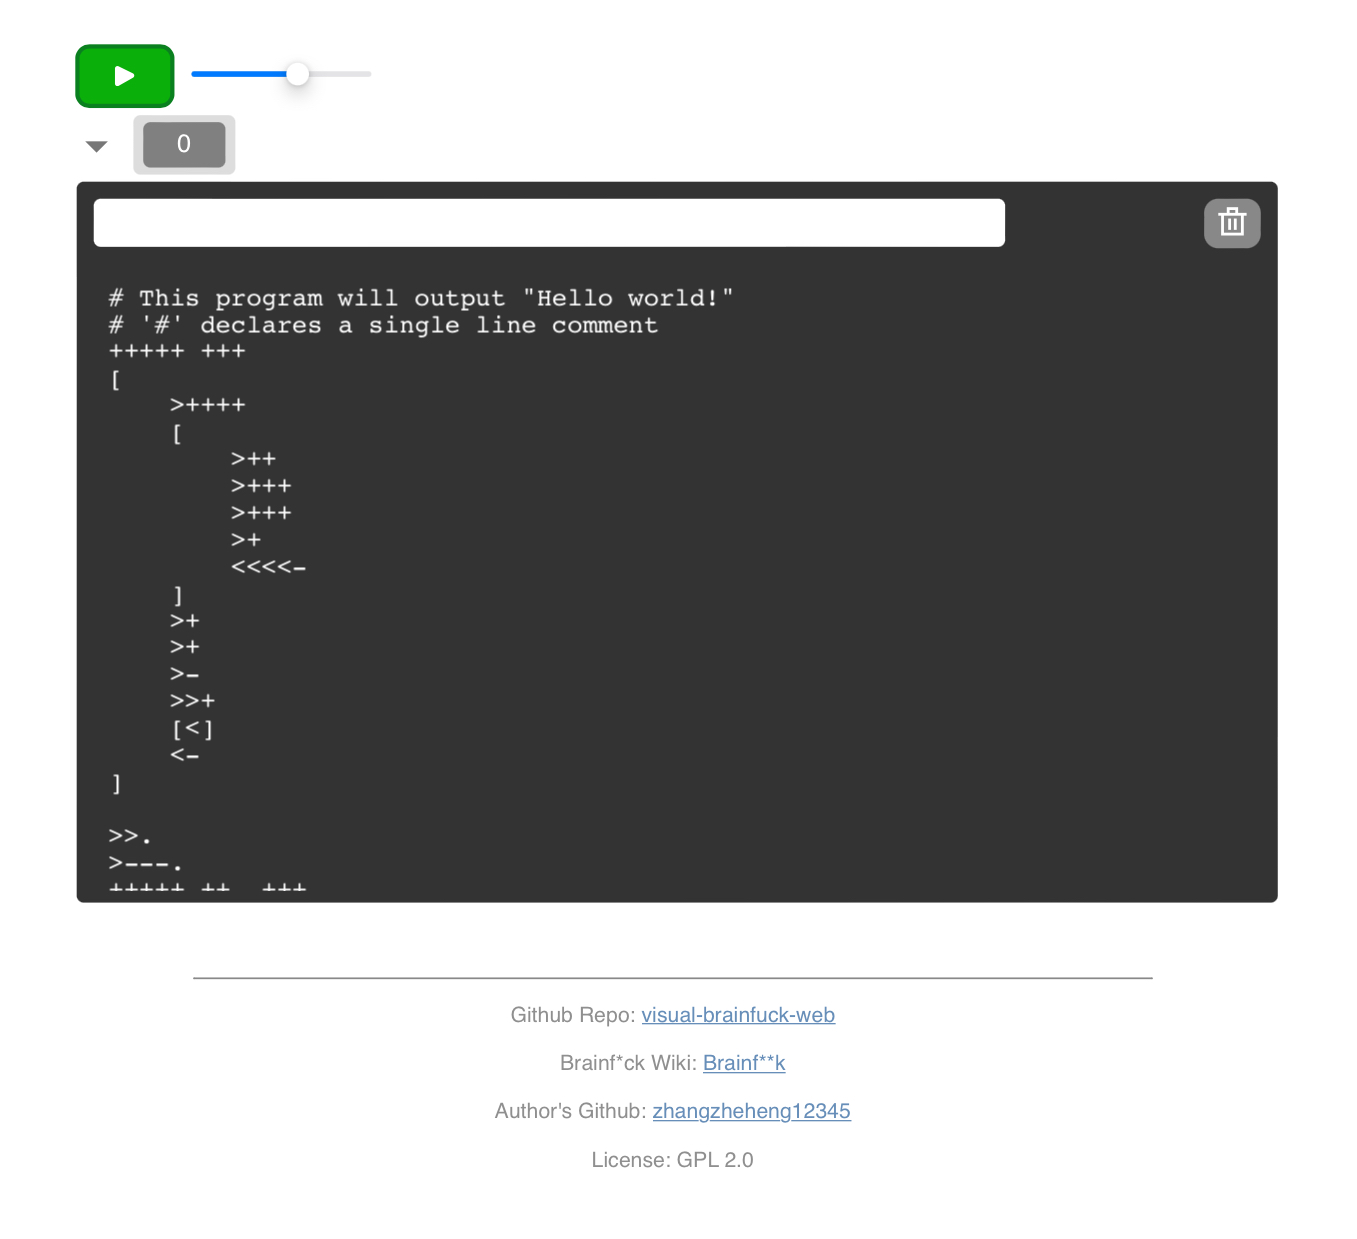 0
# This program will output "Hello world!"
# '#' declares a single line comment
+++++ +++
[
    >++++
    [
        >++
        >+++
        >+++
        >+
        <<<<-
    ]
    >+
    >+
    >-
    >>+
    [<]
    <-
]

>>.
>---.
+++++ ++  +++
Github Repo: visual-brainfuck-web
Brainf*ck Wiki: Brainf**k
Author's Github: zhangzheheng12345
License: GPL 2.0